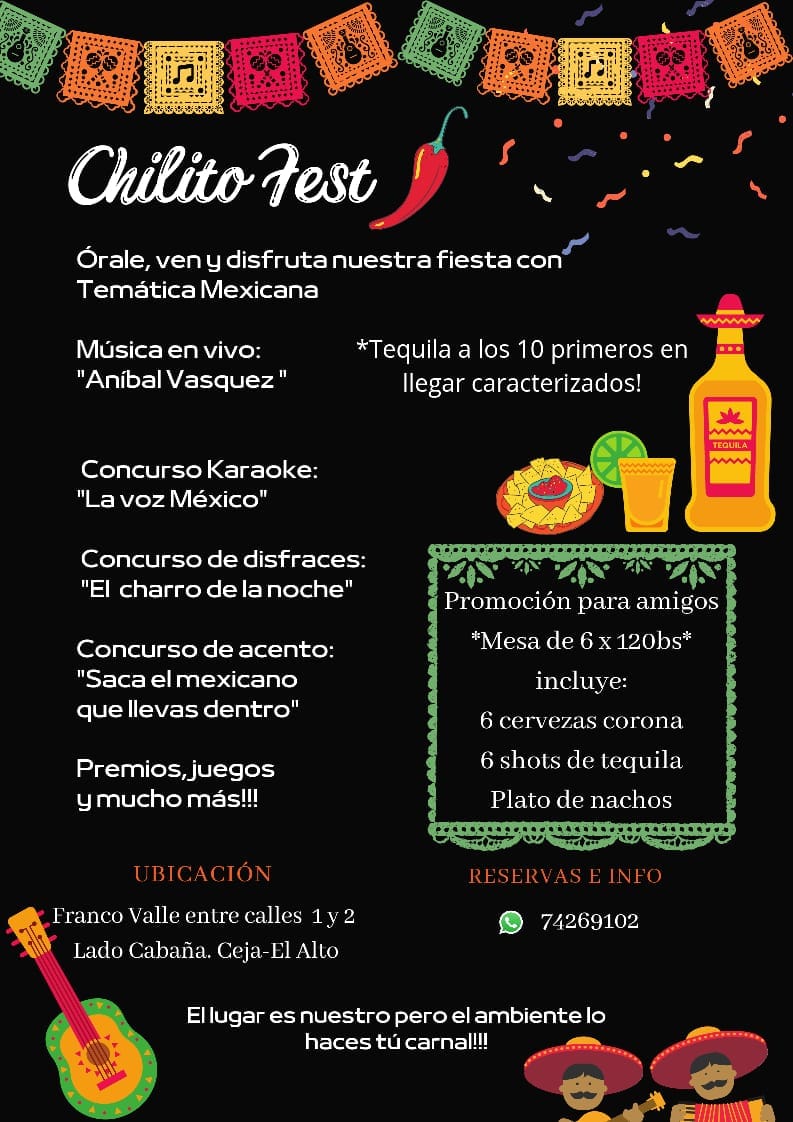 Chilito Fest
Órale, ven y disfruta nuestra fiesta con
Temática Mexicana
Música en vivo:
"Aníbal Vasquez "
*Tequila a los 10 primeros en
llegar caracterizados!
TEQUILA
Concurso Karaoke:
"La voz México"
Concurso de disfraces:
"El charro de la noche"
Concurso de acento:
"Saca el mexicano
que llevas dentro"
Premios, juegos
y mucho más!!!
Promoción para amigos
*Mesa de 6 x 120bs*
incluye:
6 cervezas corona
6 shots de tequila
Plato de nachos
UBICACIÓN
Franco Valle entre calles 1 y 2
Lado Cabaña. Ceja-El Alto
RESERVAS E INFO
74269102
El lugar es nuestro pero el ambiente lo
haces tú carnal!!!